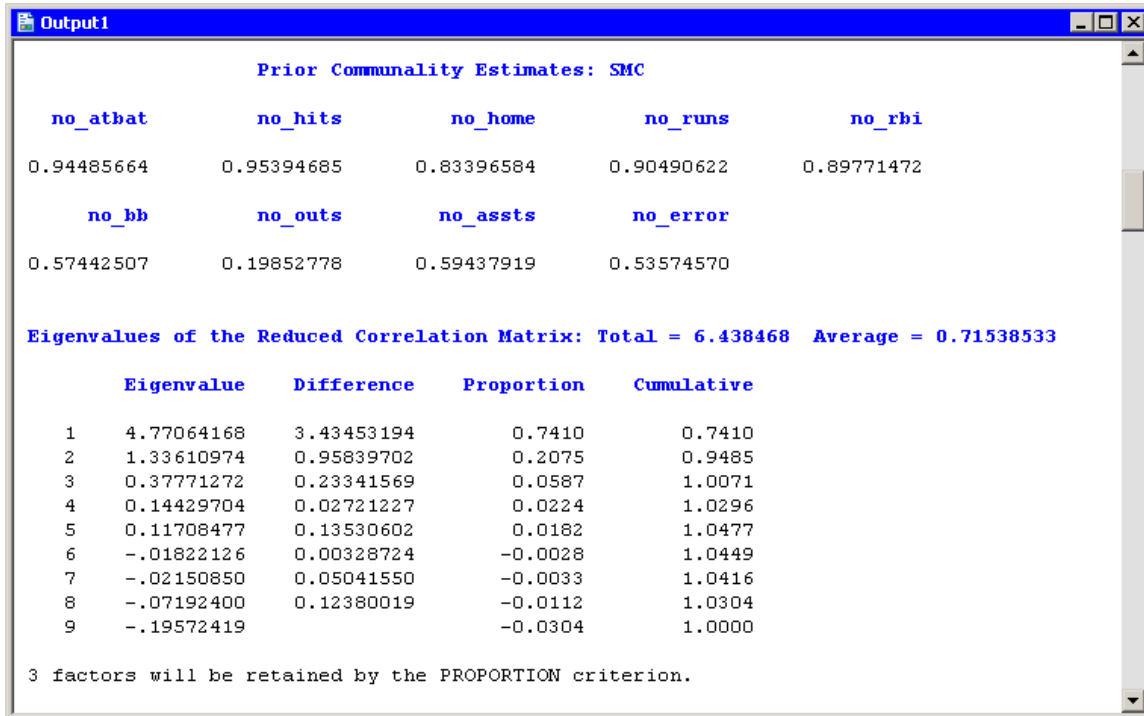 Output1
Prior Communality Estimates: SMC
no_atbat no_hits no_home no_runs no_rbi
0.94485664 0.95394685 0.83396584 0.90490622 0.89771472
no_bb no_outs no_assts no_error
0.57442507 0.19852778 0.59437919 0.53574570
Eigenvalues of the Reduced Correlation Matrix: Total = 6.438468 Average = 0.71538533
Eigenvalue Difference Proportion Cumulative
1 4.77064168 3.43453194 0.7410 0.7410
2 1.33610974 0.95839702 0.2075 0.9485
3 0.37771272 0.23341569 0.0587 1.0071
4 0.14429704 0.02721227 0.0224 1.0296
5 0.11708477 0.13530602 0.0182 1.0477
6 -.01822126 0.00328724 -0.0028 1.0449
7 -.02150850 0.05041550 -0.0033 1.0416
8 -.07192400 0.12380019 -0.0112 1.0304
9 -.19572419 -0.0304 1.0000
3 factors will be retained by the PROPORTION criterion.